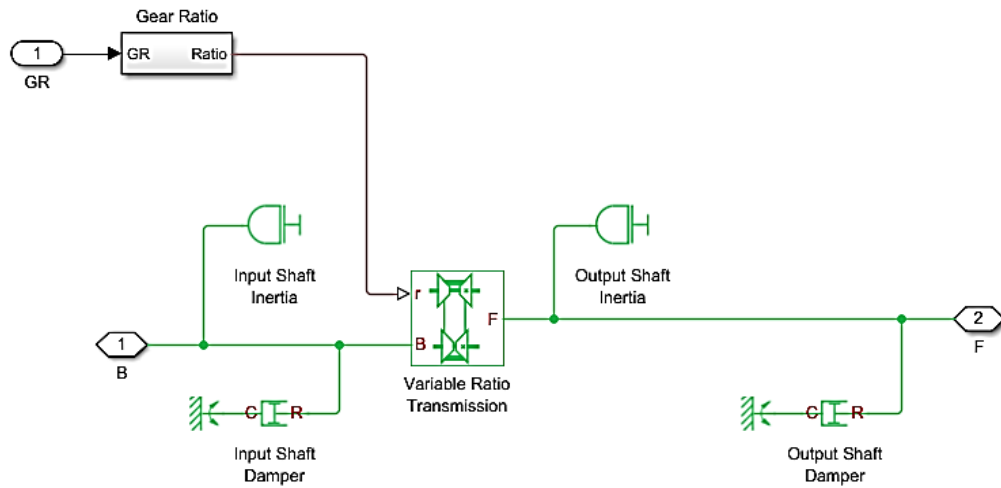 Gear Ratio
1
GR
Ratio
GR
Input Shaft
Inertia
Output Shaft
Inertia
r
F
2
1
B
B
F
Variable Ratio
Transmission
C
R
C
R
Input Shaft
Damper
Output Shaft
Damper